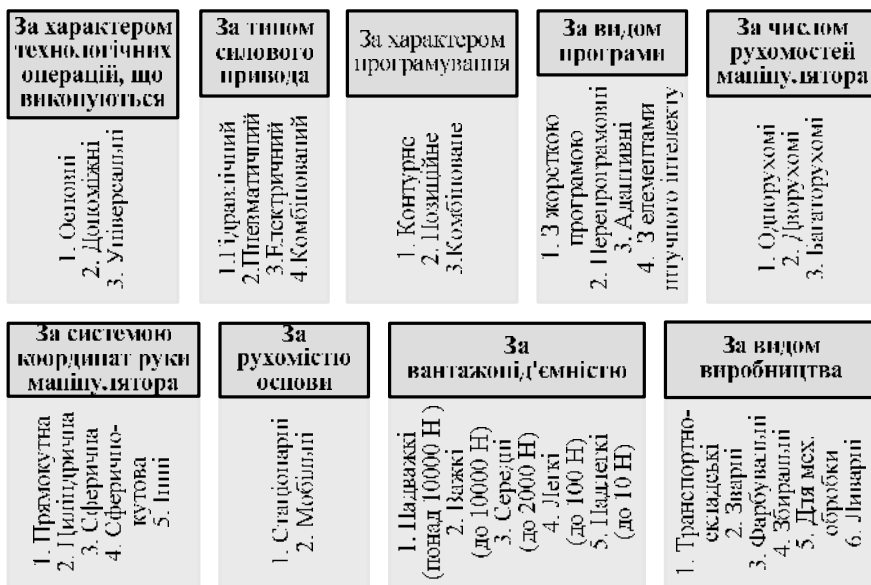 За характером
технологічних
операцій, що
виконуються
1. Основні
2. Допоміжні
3. Універсальні
За типом
силового
привода
1.Гідравлічний
2.Пневматичний
3.Електричний
4.Комбінований
За характером
програмування
1. Контурне
2. Позиційне
3.Комбіноване
За видом
програми
1. З жорсткою
програмою
2. Перепрограмовні
3. Адаптивні
4. З елементами
штучного інтелекту
За числом
рухомостей
маніпулятора
1. Однорухомі
2. Дворухомі
3. Багаторухомі
За системою
координат руки
маніпулятора
1. Прямокутна
2. Циліндрична
3. Сферична
4. Сферично-
кутова
5. Інші
За
рухомістю
основи
1. Стаціонарні
2. Мобільні
За
вантажопід'ємністю
1. Надважкі
(понад 10000 Н)
2. Важкі
(до 10000 Н)
3. Середні
(до 2000 Н)
4. Легкі
(до 100 Н)
5. Надлегкі
(до 10 Н)
За видом
виробництва
1. Транспортно-
складські
2. Зварні
3. Фарбувальні
4. Збиральні
5. Для мех.
обробки
6. Ливарні